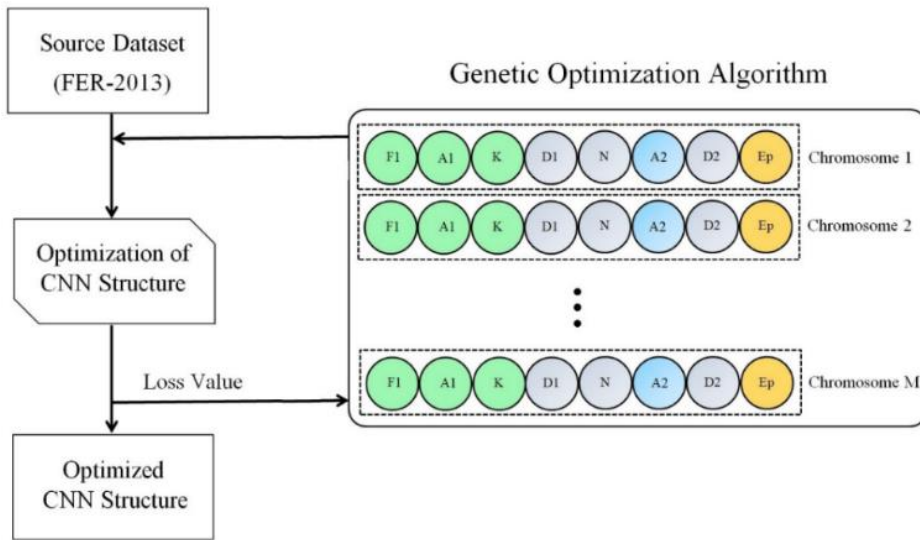 Source Dataset
(FER-2013)
Genetic Optimization Algorithm
F1 A1 K D1 N A2 D2 Ep Chromosome 1
F1 A1 K D1 N A2 D2 Ep Chromosome 2
Optimization of
CNN Structure
Loss Value
F1 A1 K D1 N A2 D2 Ep Chromosome M
Optimized
CNN Structure